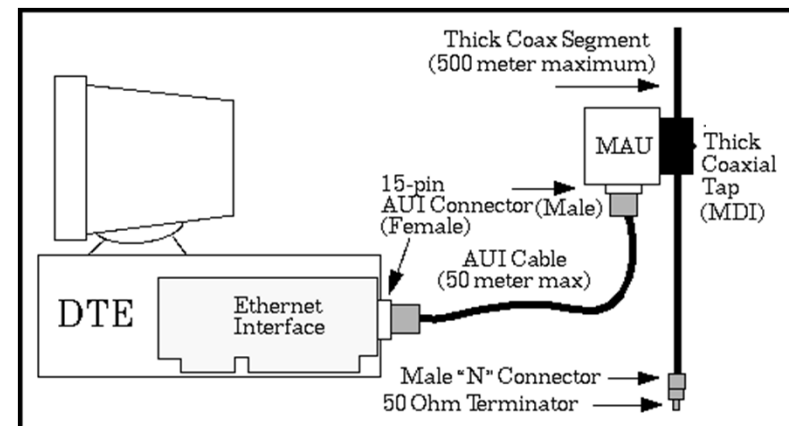 Thick Coax Segment
(500 meter maximum)
MAU
Thick
Coaxial
Tap
(MDI)
15-pin
AUI Connector (Male)
(Female)
AUI Cable
(50 meter max)
DTE
Ethernet
Interface
Male "N" Connector
50 Ohm Terminator